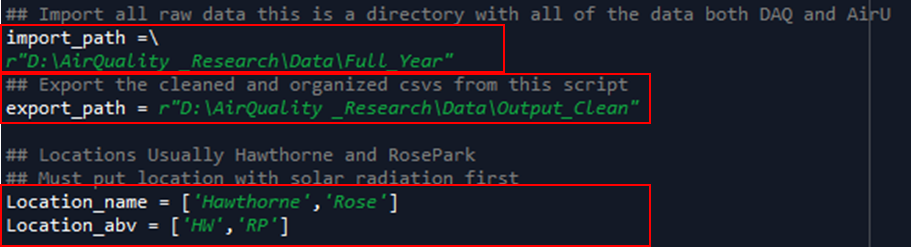 ## Import all raw data this is a directory with all of the data both DAQ and AirU
import_path =\
r"D:\AirQuality _Research\Data\Full_Year"
## Export the cleaned and organized csvs from this script
export_path = r"D:\AirQuality _Research\Data\Output_Clean"
## Locations Usually Hawthorne and RosePark
## Must put location with solar radiation first
Location_name = ['Hawthorne','Rose']
Location_abv = ['HW','RP']